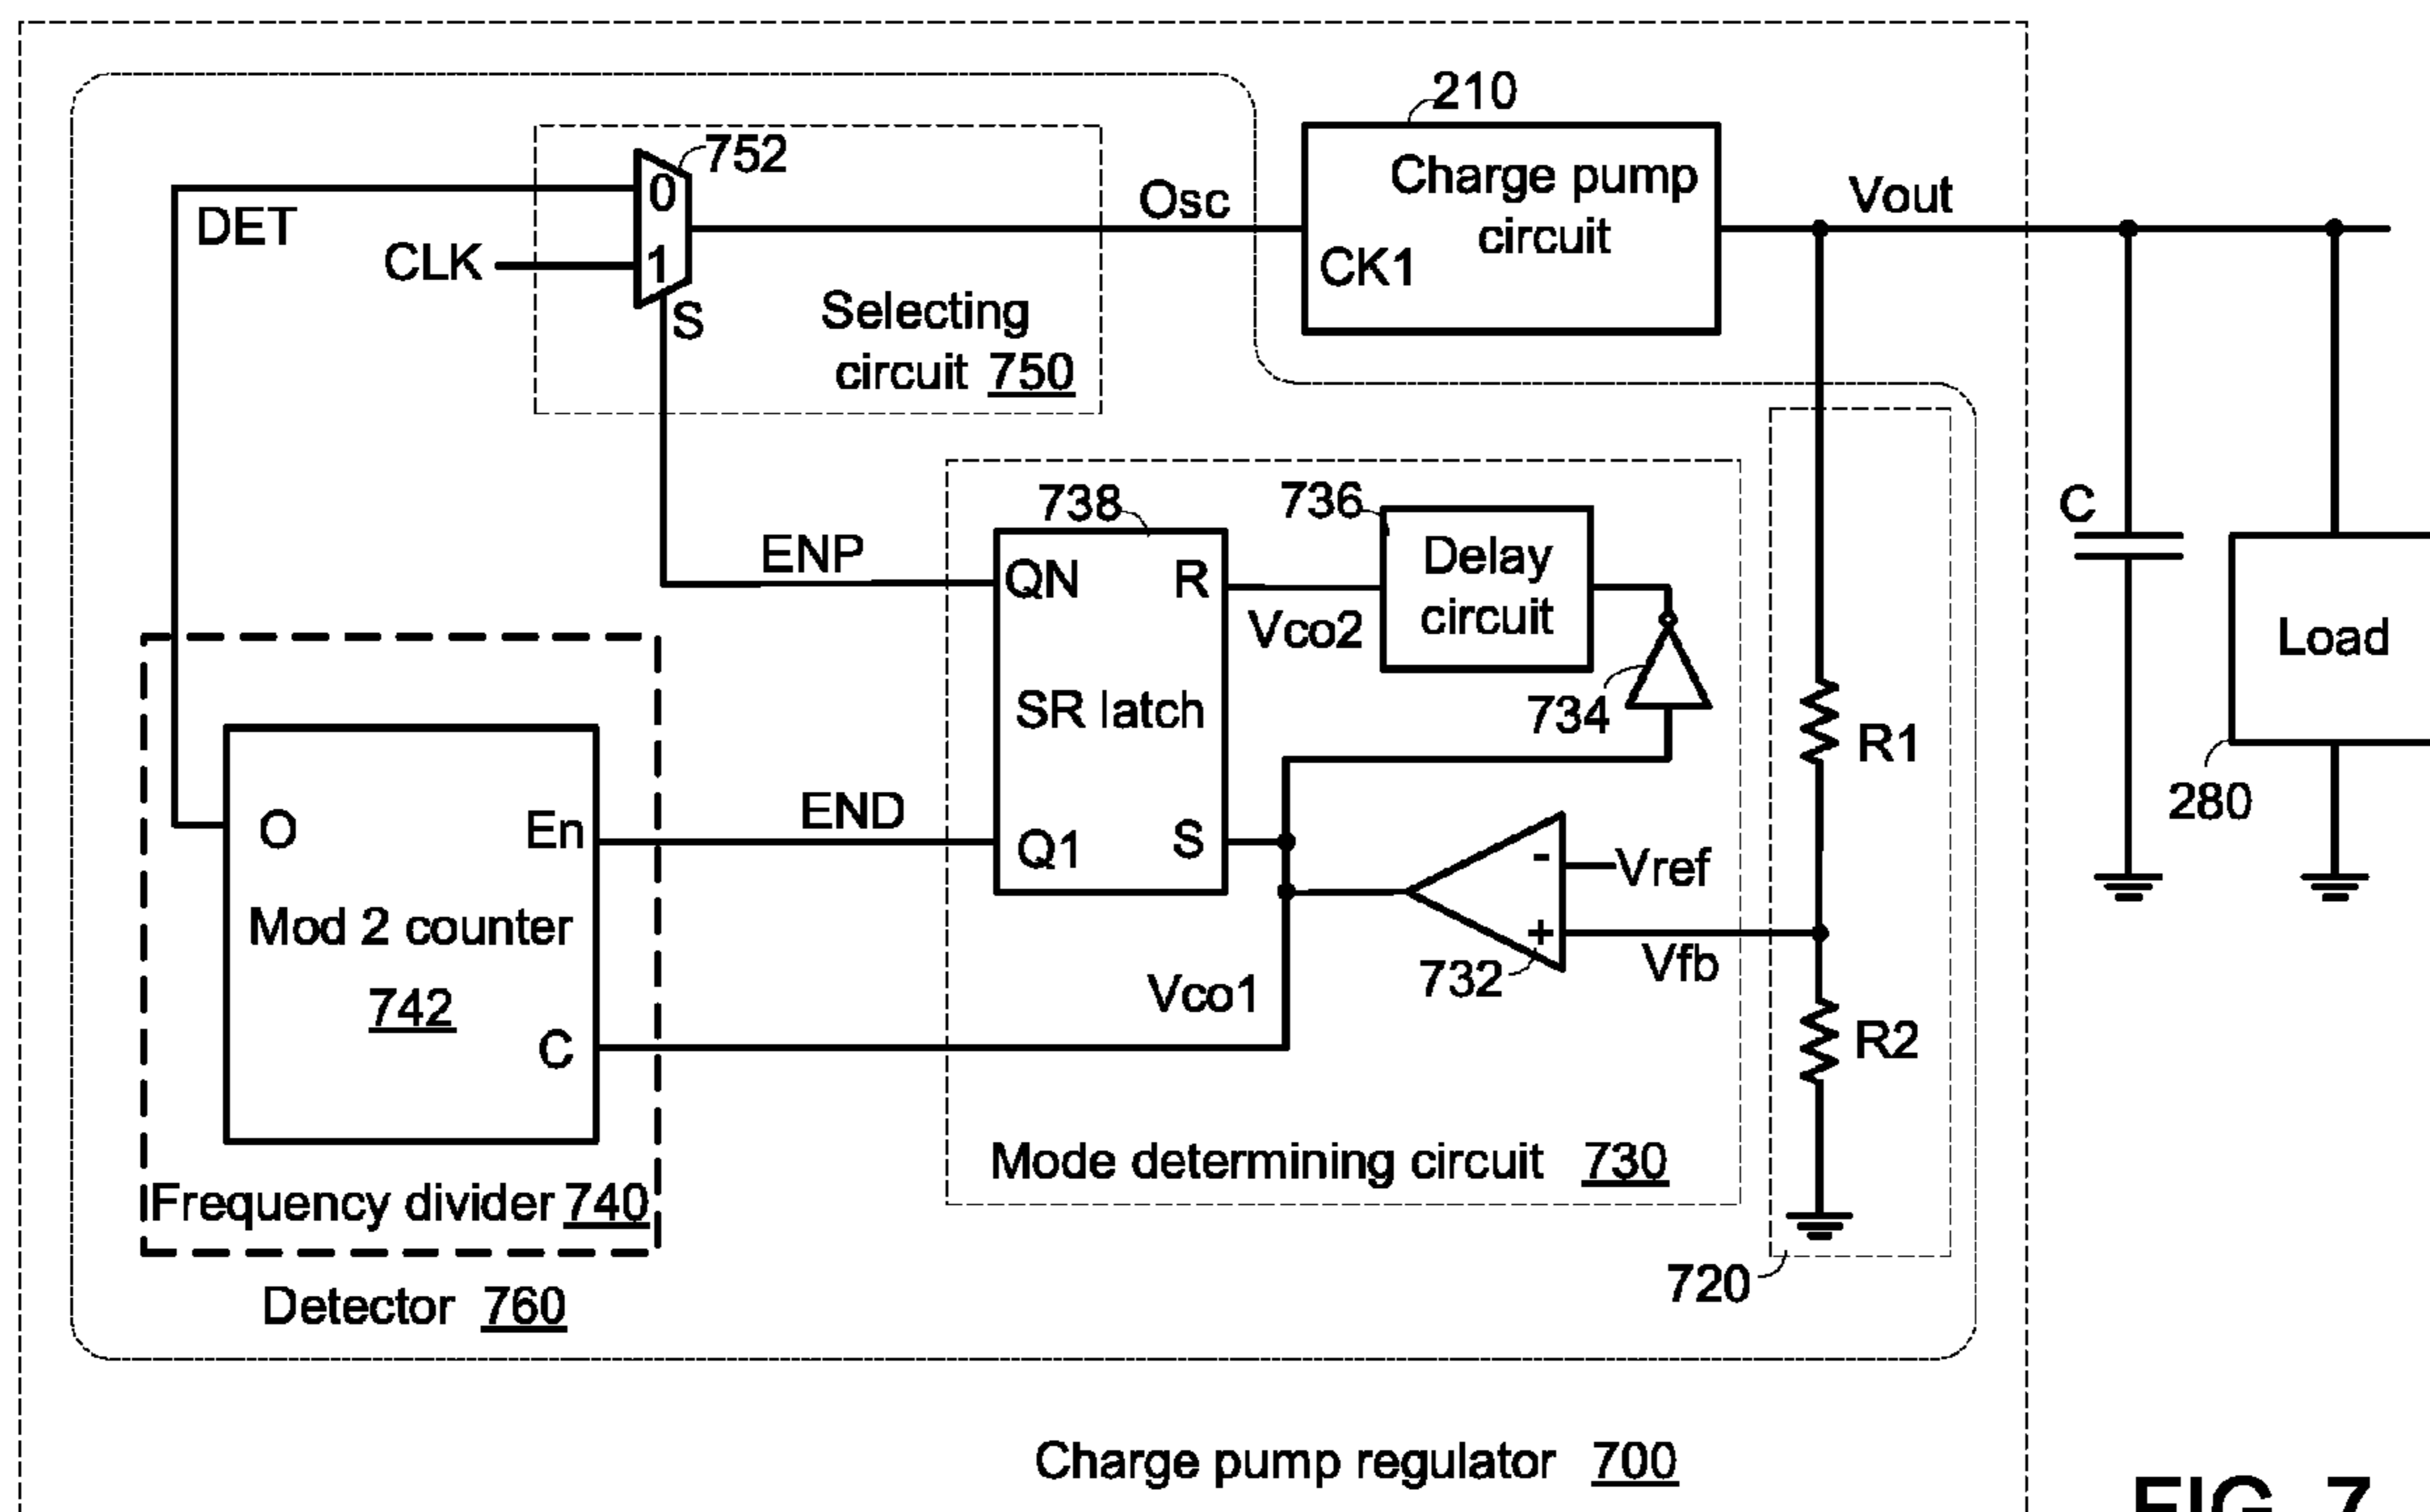 210
752
0
DET
CLK
1
S
Selecting
circuit 750
Osc
Charge pump
circuit
CK1
Vout
738
736
ENP
QN
R
Vco2
Delay
circuit
734
SR latch
END
Q1
S
-
Vref
+
732
Vfb
Vco1
R1
R2
C
Load
280
O
En
Mod 2 counter
742
C
Frequency divider 740
Mode determining circuit 730
720
Detector 760
Charge pump regulator 700
FIG. 7